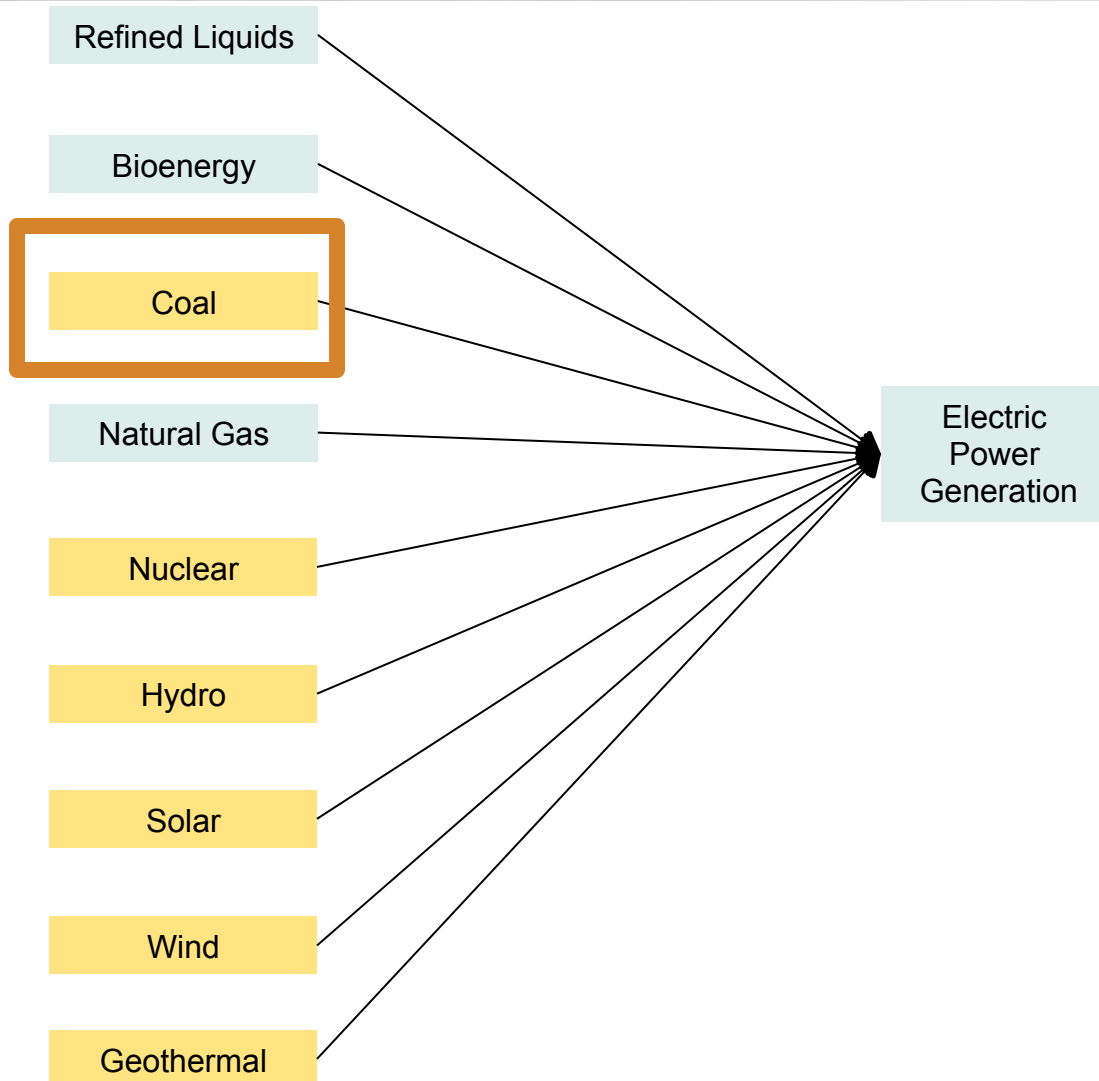 Refined Liquids
Bioenergy
Coal
Natural Gas
Nuclear
Hydro
Solar
Wind
Geothermal
Electric
Power
Generation